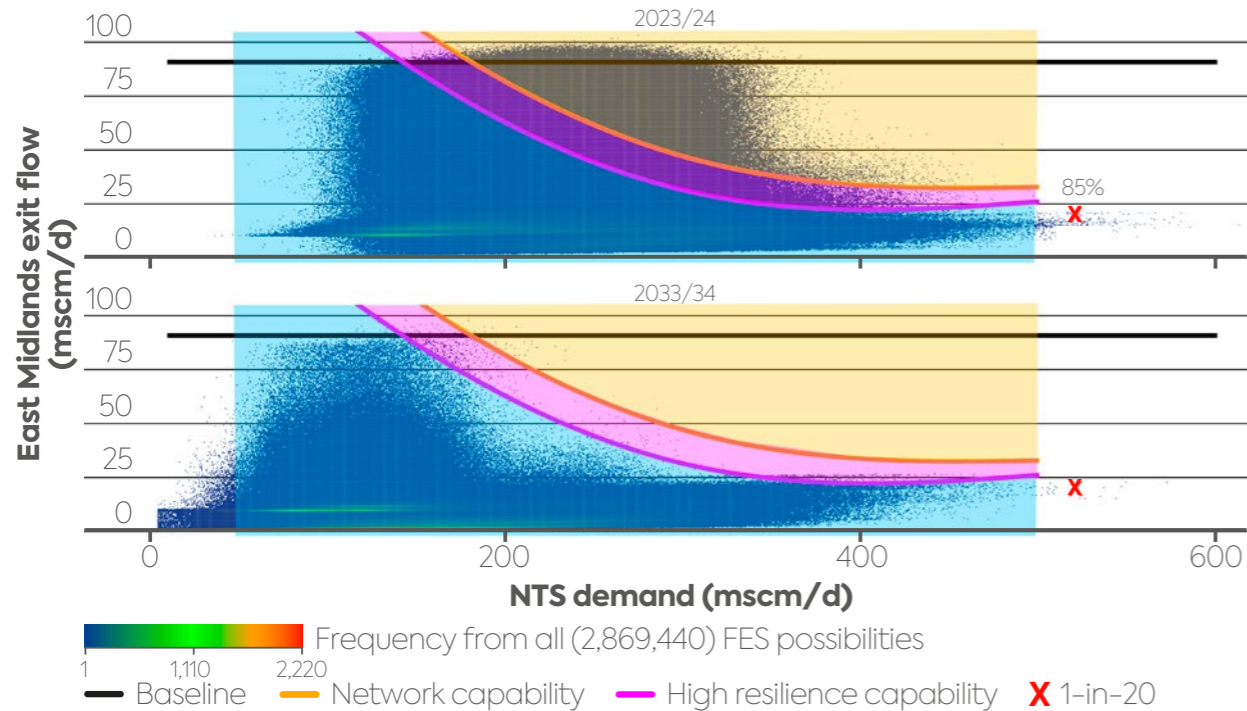 2023/24
100
75
50
25
0
85%
X
East Midlands exit flow
(mscm/d)
2033/34
100
75
50
25
0
X
0 200 400 600
NTS demand (mscm/d)
Frequency from all (2,869,440) FES possibilities
1 1,110 2,220
Baseline Network capability High resilience capability X 1-in-20